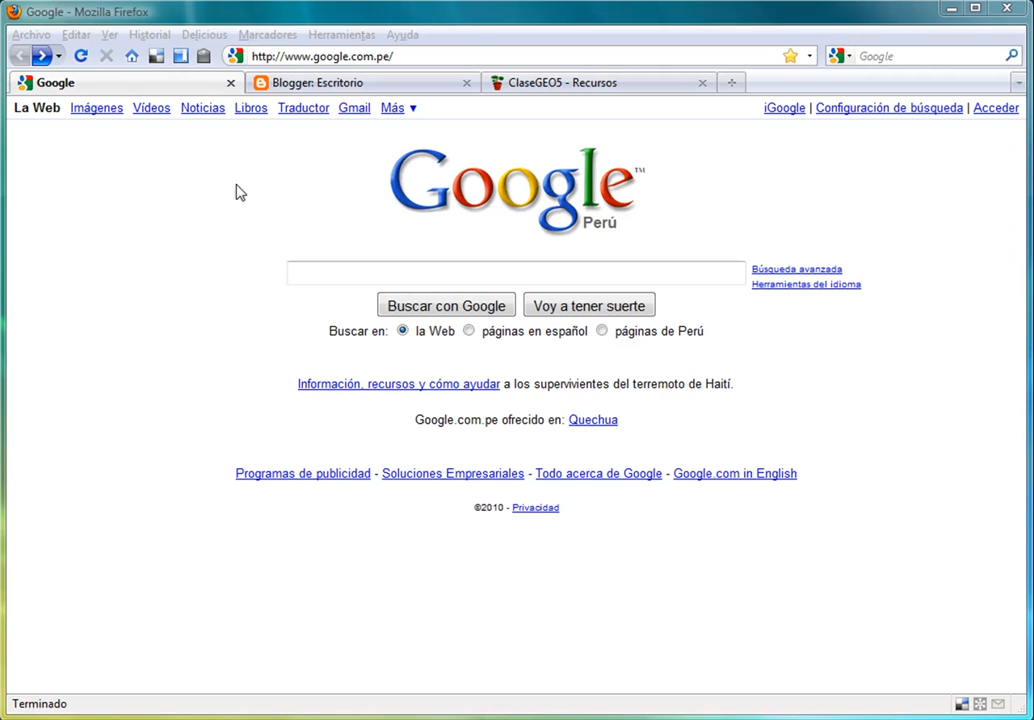 Google - Mozilla Firefox
Archivo Editar Ver Historial Delicious Marcadores Herramientas Ayuda
http://www.google.com.pe/ Google
Google Blogger: Escritorio ClaseGEO5 - Recursos
La Web Imágenes Vídeos Noticias Libros Traductor Gmail Más ▼ iGoogle | Configuración de búsqueda | Acceder
Google™
Perú
Búsqueda avanzada
Herramientas del idioma
Buscar con Google Voy a tener suerte
Buscar en: la Web páginas en español páginas de Perú
Información, recursos y cómo ayudar a los supervivientes del terremoto de Haití.
Google.com.pe ofrecido en: Quechua
Programas de publicidad - Soluciones Empresariales - Todo acerca de Google - Google.com in English
©2010 - Privacidad
Terminado